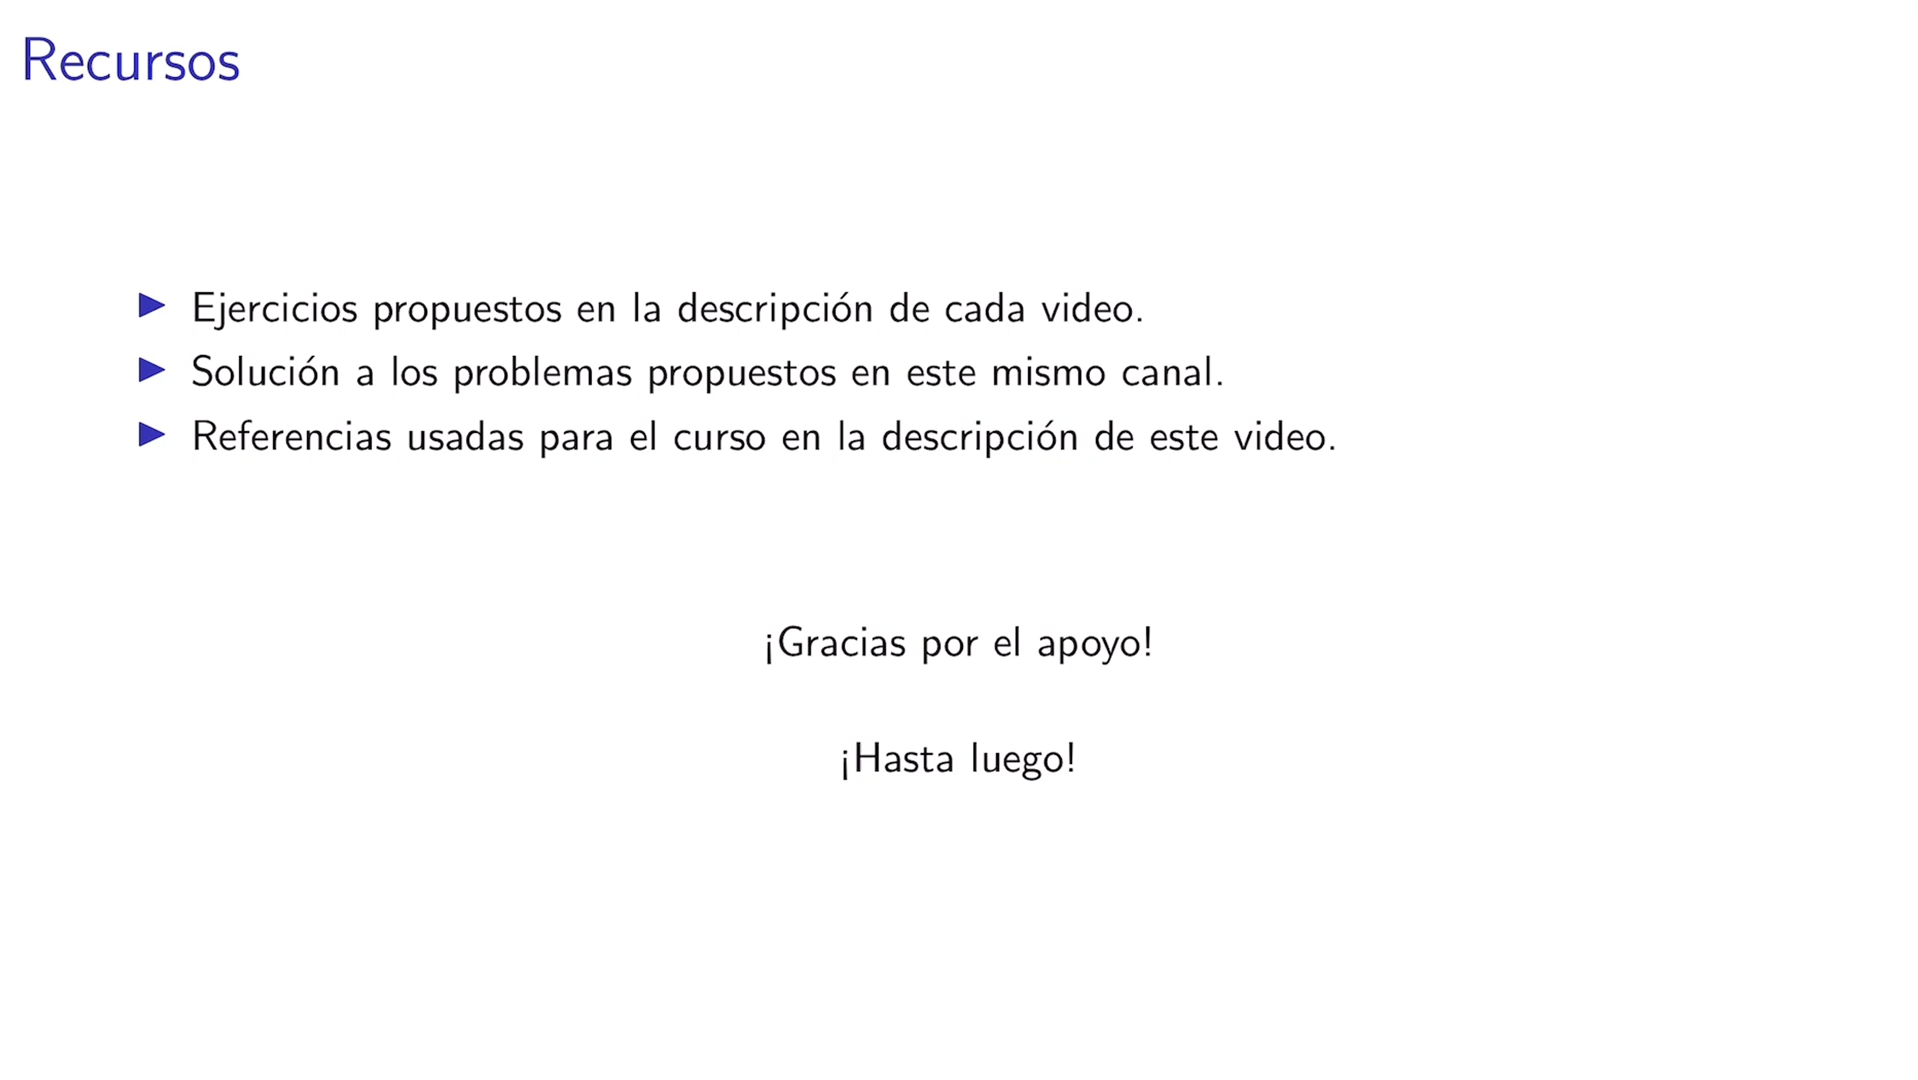 Recursos
Ejercicios propuestos en la descripción de cada video.
Solución a los problemas propuestos en este mismo canal.
Referencias usadas para el curso en la descripción de este video.
¡Gracias por el apoyo!
¡Hasta luego!